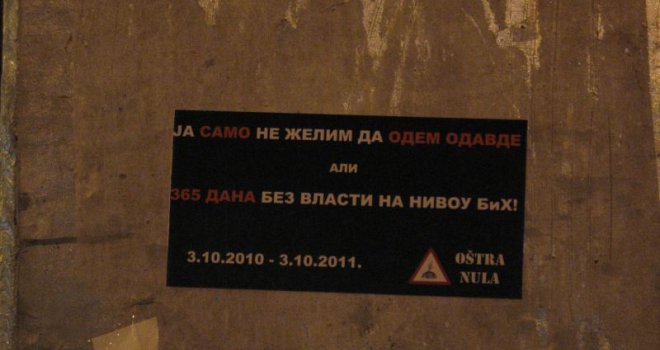 ЈА САМО НЕ ЖЕЛИМ ДА ОДЕМ ОДАВДЕ
АЛИ
365 ДАНА БЕЗ ВЛАСТИ НА НИВОУ БиХ!
3.10.2010 - 3.10.2011.
OŠTRA
NULA